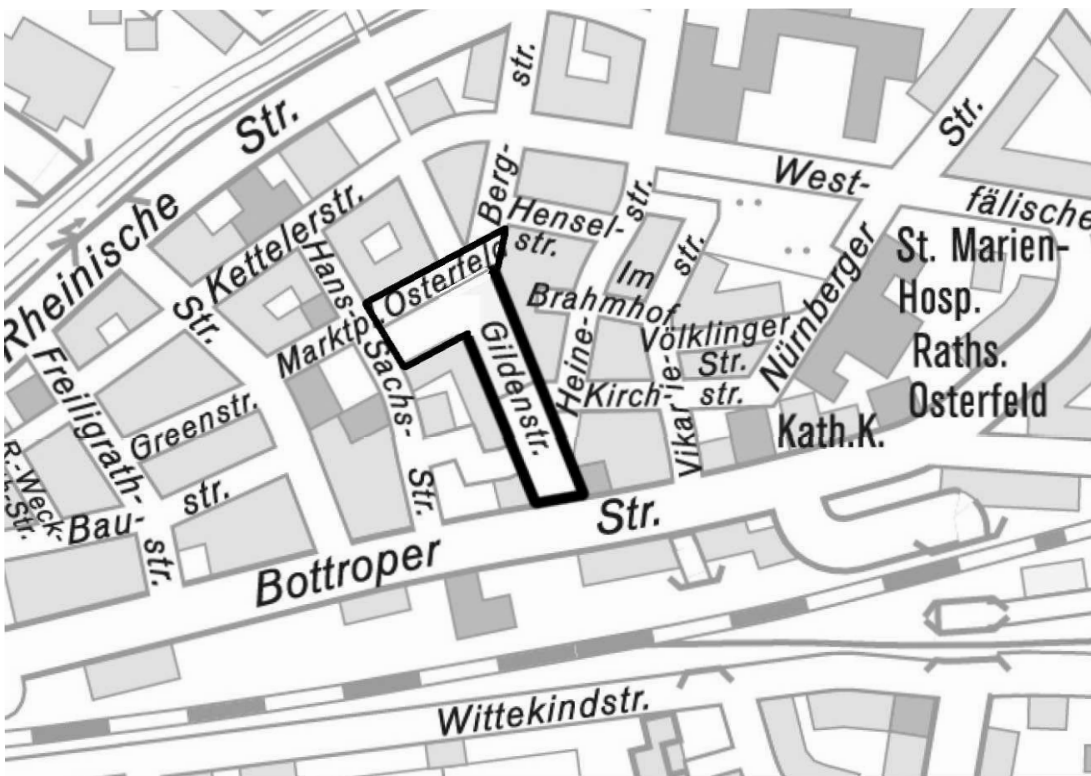 Rheinische Str.
Kettelerstr.
Berg-
str.
Hensel-
str.
West-
fälische
Str.
Nürnberger
St. Marien-
Hosp.
Raths.
Osterfeld
Kath.K.
Im
Brahmhof
str.
Völklinger
Str.
Heine-
str.
Kirch-
str.
Vikarie-
Marktpl.
Osterfeld
Gildenstr.
Hans-
Sachs-
Str.
Str.
Freiligrath-
str.
Greenstr.
R.-Weck-
Str.
Bau-
str.
Bottroper
Str.
Wittekindstr.